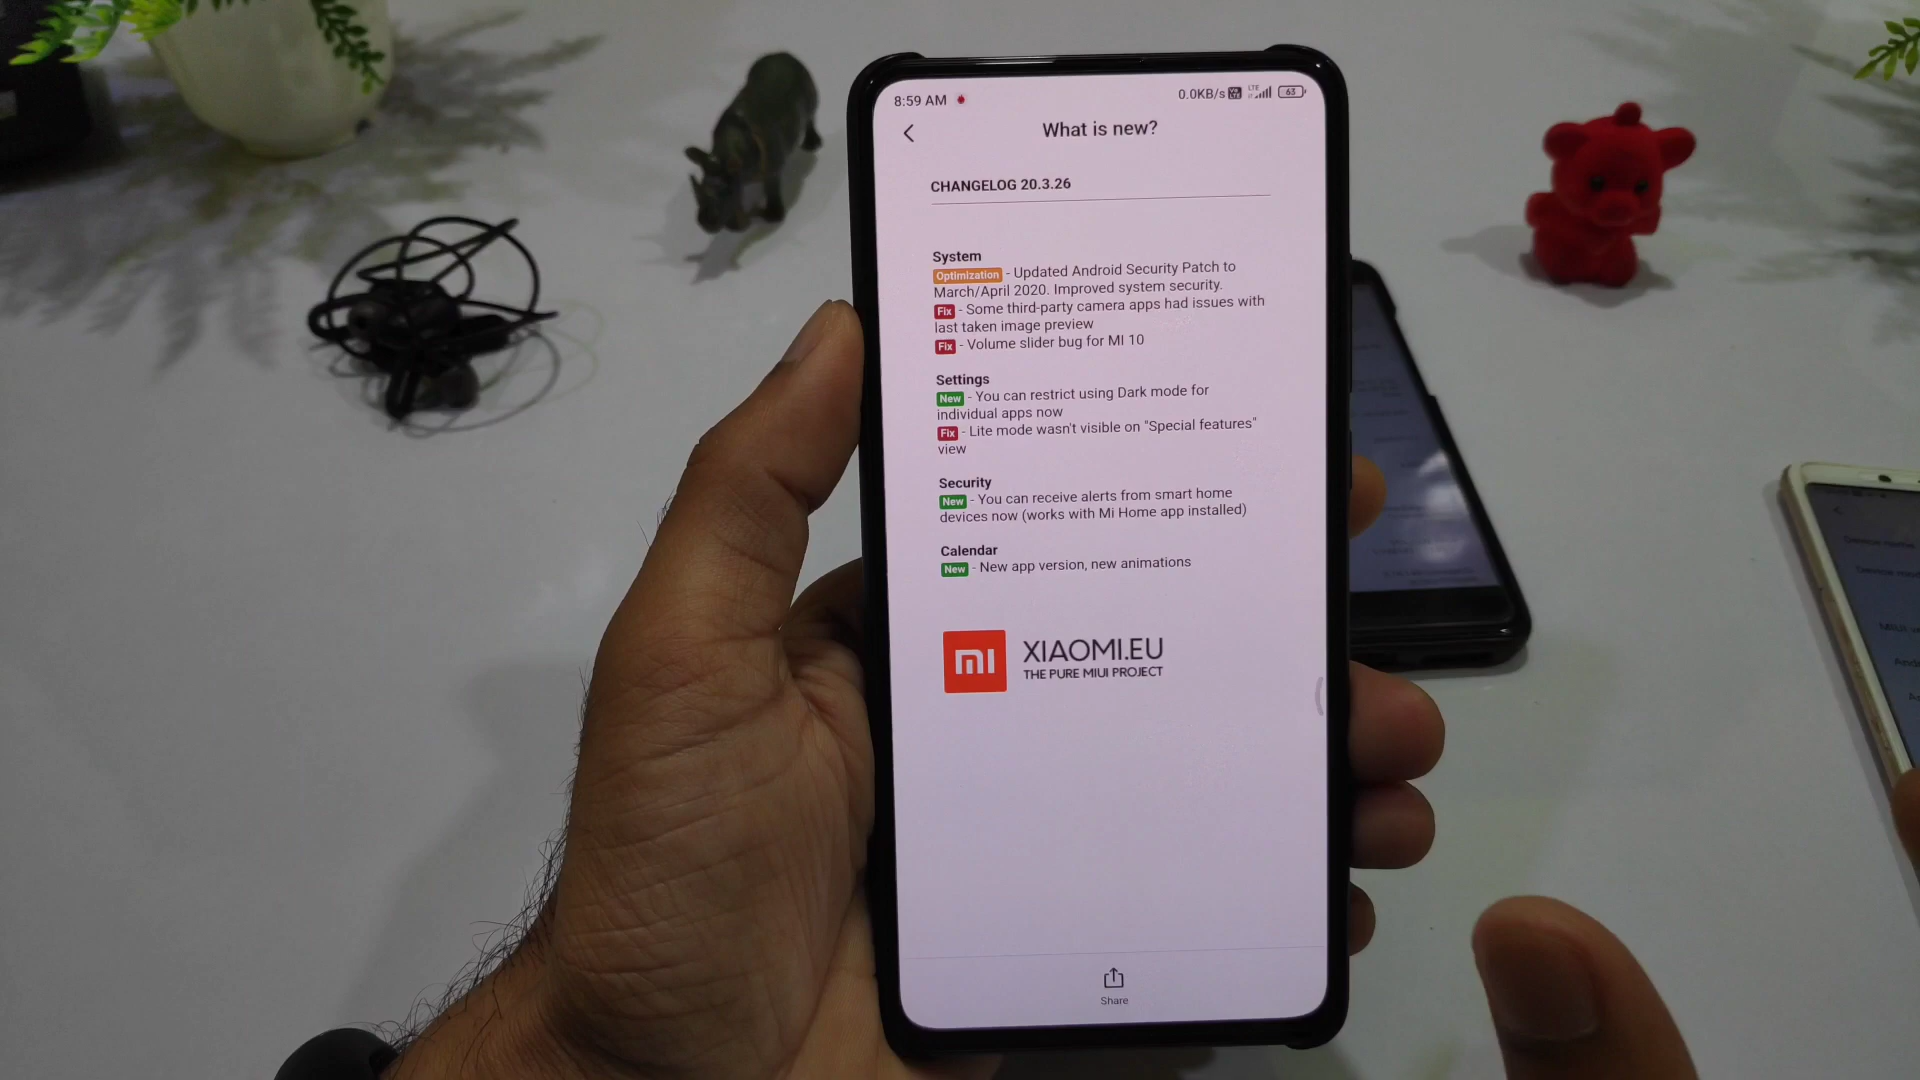 8:59 AM 0.0KB/s LTE 63
What is new?
CHANGELOG 20.3.26
System
Optimization - Updated Android Security Patch to
March/April 2020. Improved system security.
Fix - Some third-party camera apps had issues with
last taken image preview
Fix - Volume slider bug for MI 10
Settings
New - You can restrict using Dark mode for
individual apps now
Fix - Lite mode wasn't visible on "Special features"
view
Security
New - You can receive alerts from smart home
devices now (works with Mi Home app installed)
Calendar
New - New app version, new animations
mi XIAOMI.EU
THE PURE MIUI PROJECT
Share
Device name